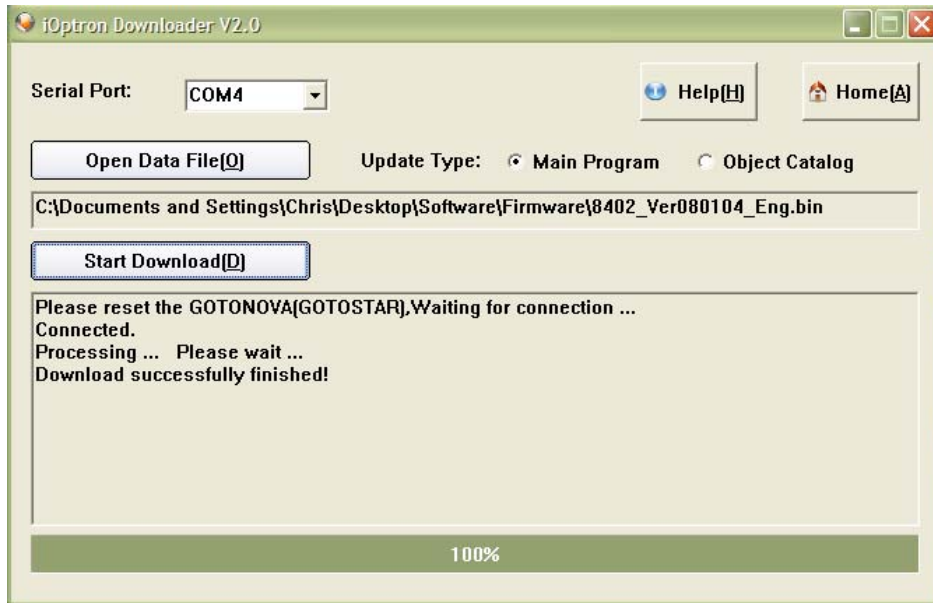 iOptron Downloader V2.0
Serial Port: COM4 Help(H) Home(A)
Open Data File(O) Update Type: Main Program Object Catalog
C:\Documents and Settings\Chris\Desktop\Software\Firmware\8402_Ver080104_Eng.bin
Start Download(D)
Please reset the GOTONOVA(GOTOSTAR),Waiting for connection ...
Connected.
Processing ... Please wait ...
Download successfully finished!
100%